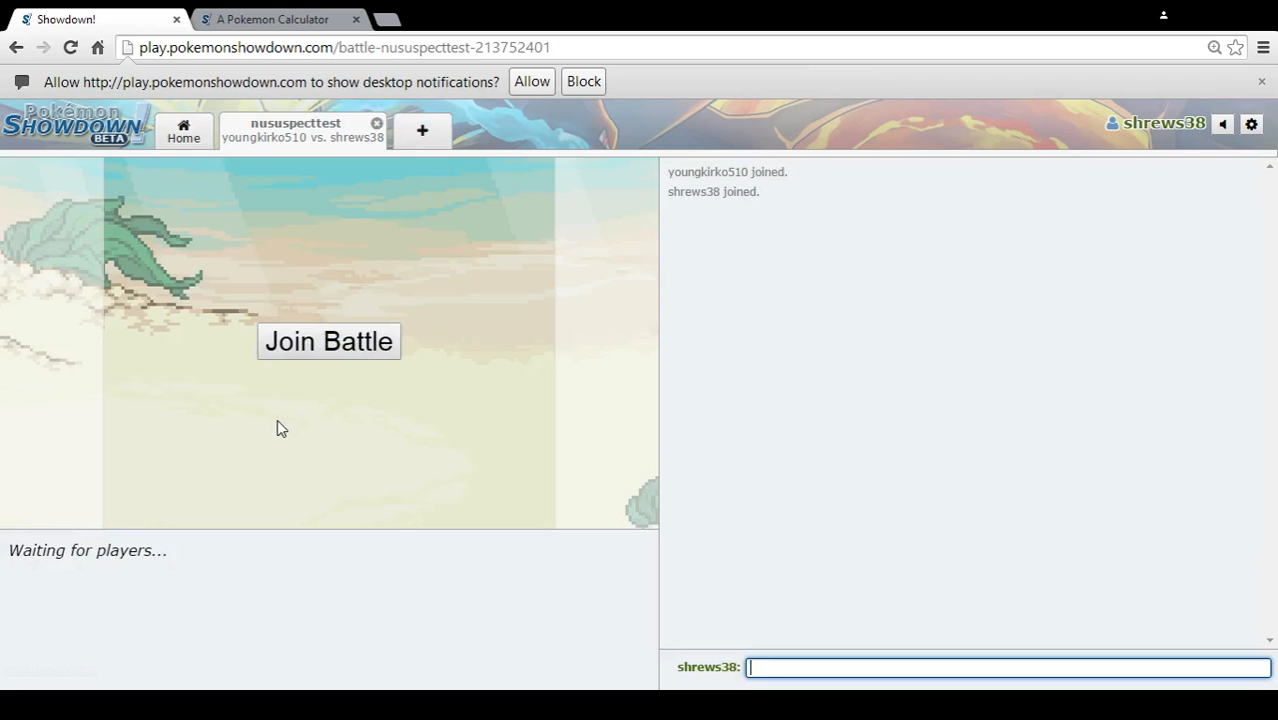 Showdown!
A Pokemon Calculator
play.pokemonshowdown.com/battle-nususpecttest-213752401
Allow http://play.pokemonshowdown.com to show desktop notifications?
Allow
Block
Pokémon
SHOWDOWN
BETA
Home
nususpecttest
youngkirko510 vs. shrews38
shrews38
youngkirko510 joined.
shrews38 joined.
Join Battle
Waiting for players...
shrews38: